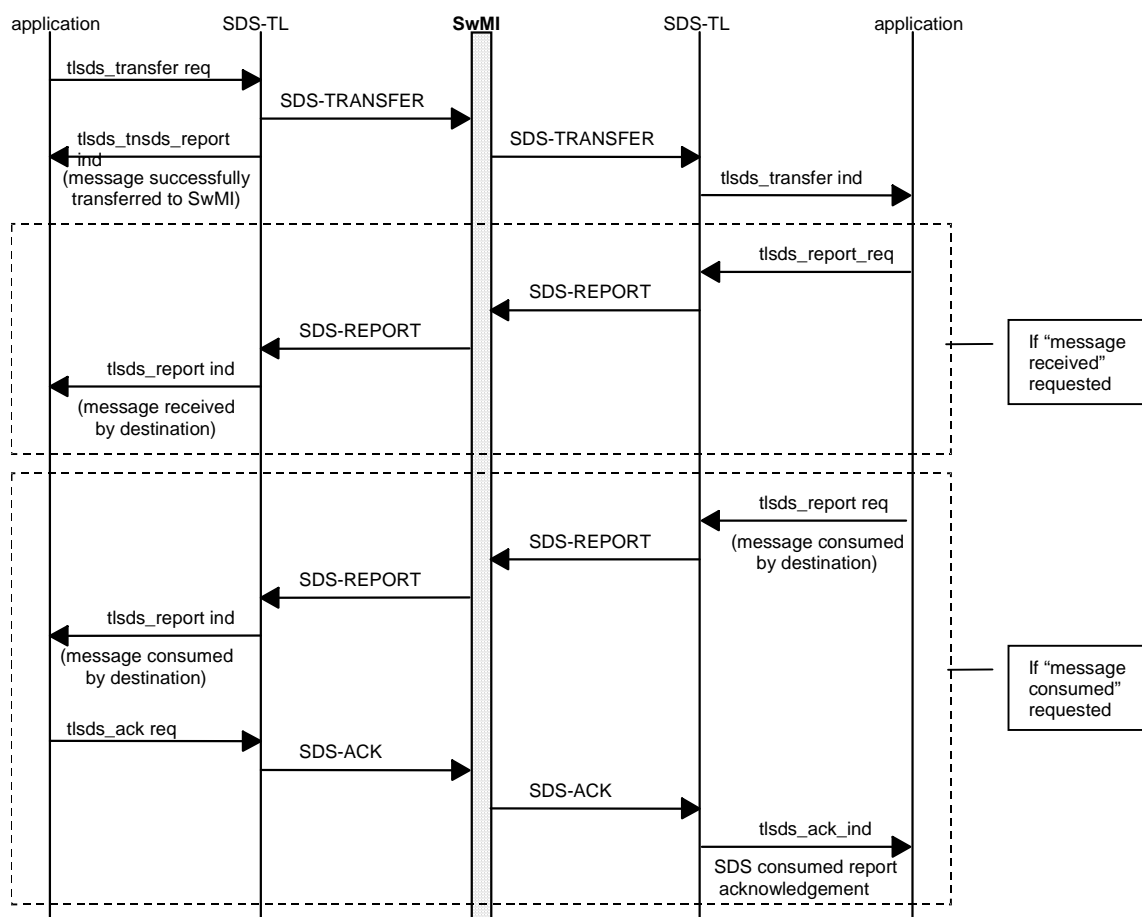 application SDS-TL SwMI SDS-TL application
tlsds_transfer req
SDS-TRANSFER
tlsds_tnsds_report
ind
SDS-TRANSFER
(message successfully
transferred to SwMI)
tlsds_transfer ind
tlsds_report_req
SDS-REPORT
SDS-REPORT
If “message
received”
requested
tlsds_report ind
(message received
by destination)
tlsds_report req
(message consumed
by destination)
SDS-REPORT
SDS-REPORT
tlsds_report ind
(message consumed
by destination)
If “message
consumed”
requested
tlsds_ack req
SDS-ACK
SDS-ACK
tlsds_ack_ind
SDS consumed report
acknowledgement